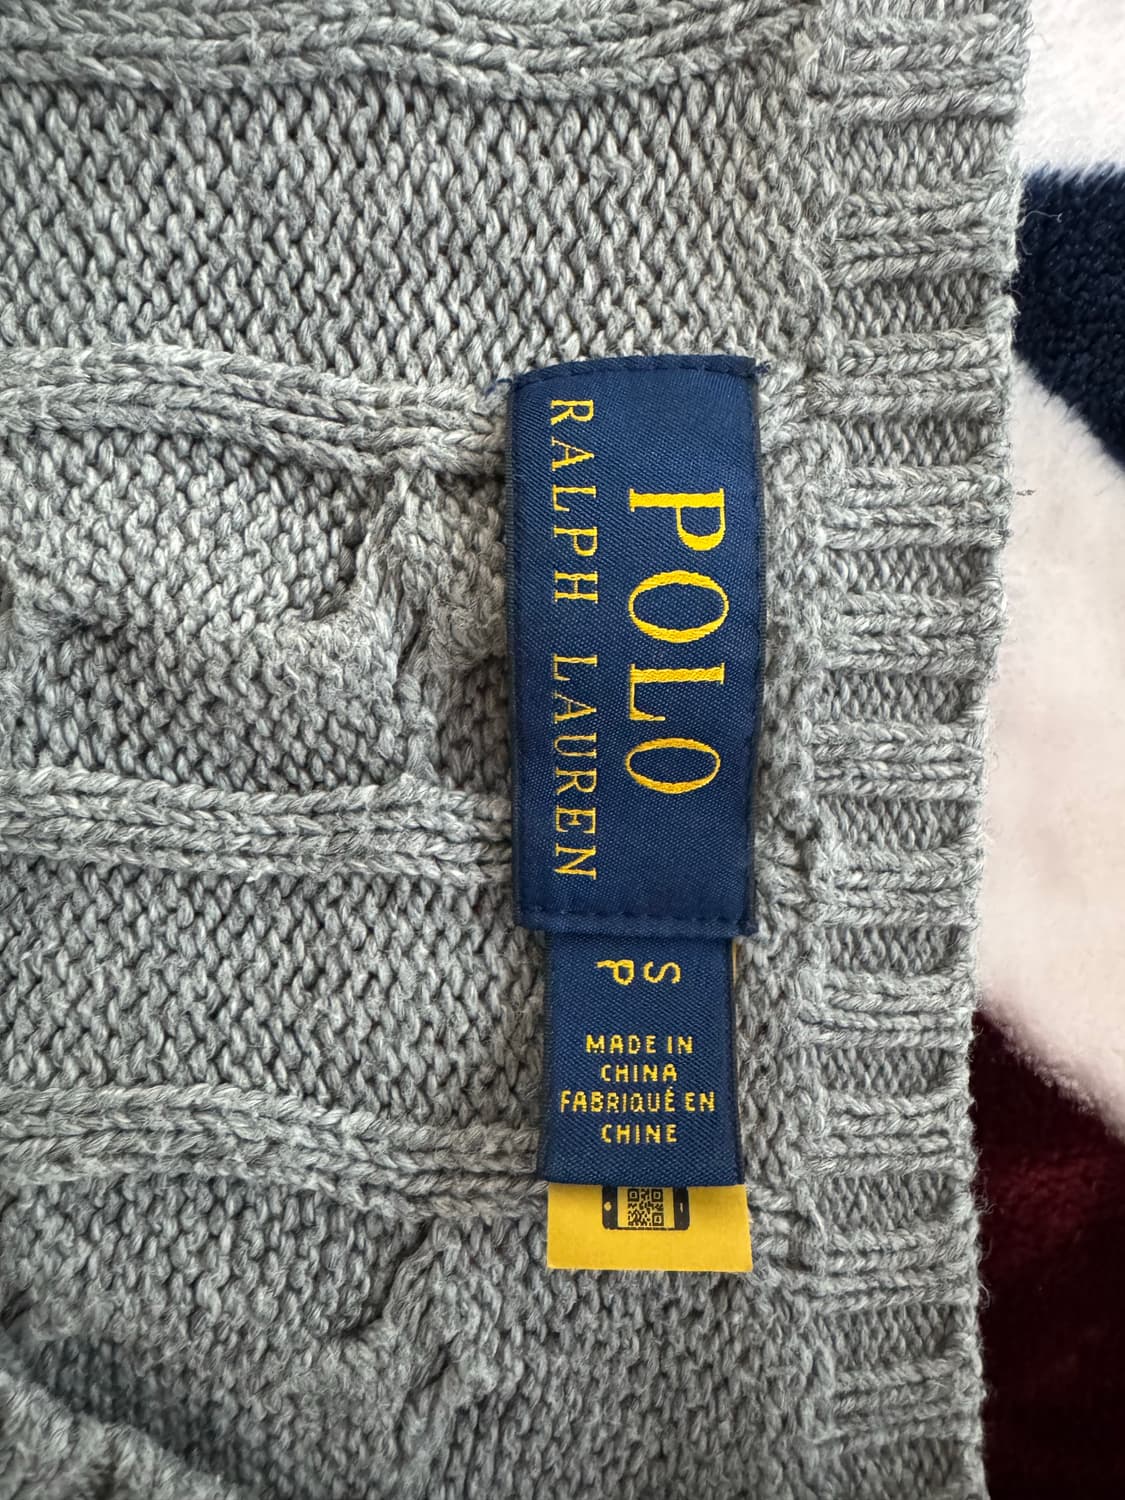 POLO
RALPH LAUREN
S
P
MADE IN
CHINA
FABRIQUÉ EN
CHINE